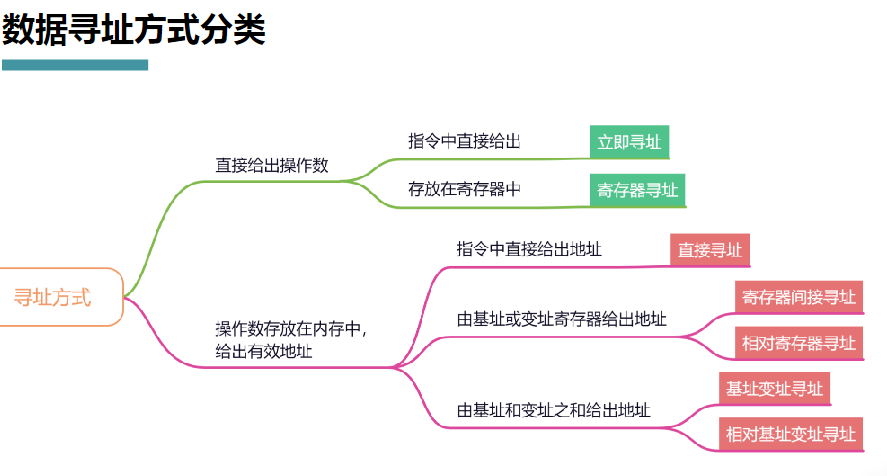 数据寻址方式分类
寻址方式
直接给出操作数
指令中直接给出
立即寻址
存放在寄存器中
寄存器寻址
操作数存放在内存中，
给出有效地址
指令中直接给出地址
直接寻址
由基址或变址寄存器给出地址
寄存器间接寻址
相对寄存器寻址
由基址和变址之和给出地址
基址变址寻址
相对基址变址寻址